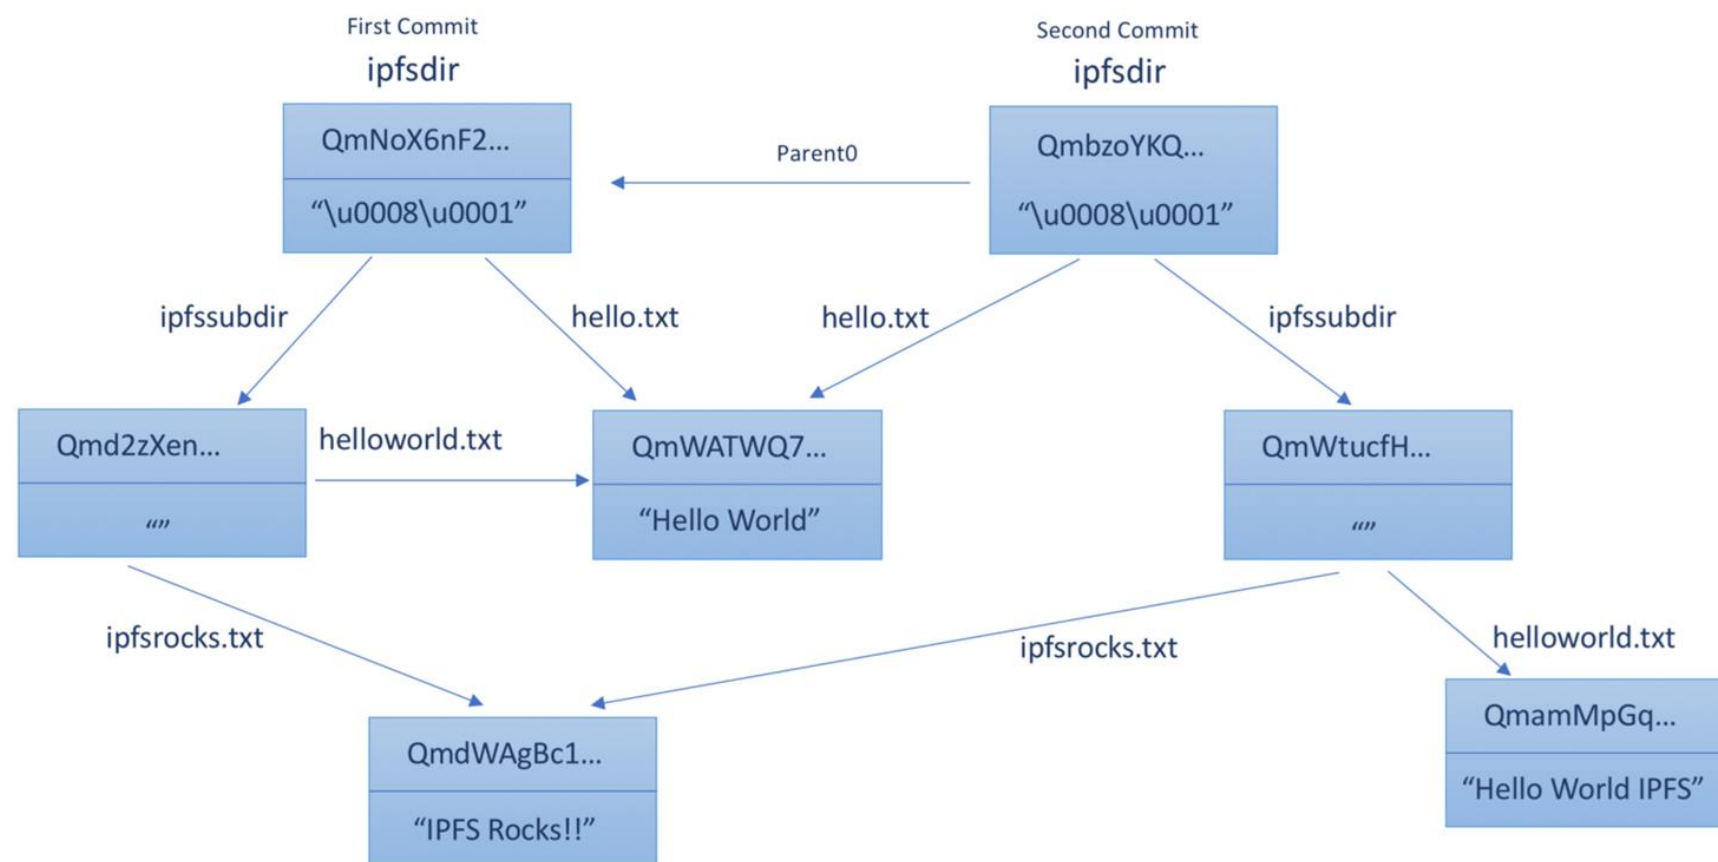 First Commit
ipfsdir
QmNoX6nF2...
“\u0008\u0001”
Second Commit
ipfsdir
QmbzoYKQ...
“\u0008\u0001”
Parent0
ipfssubdir
hello.txt
hello.txt
ipfssubdir
Qmd2zXen...
“”
helloworld.txt
QmWATWQ7...
“Hello World”
QmWtucfH...
“”
ipfsrocks.txt
ipfsrocks.txt
helloworld.txt
QmdWAgBc1...
“IPFS Rocks!!”
QmamMpGq...
“Hello World IPFS”